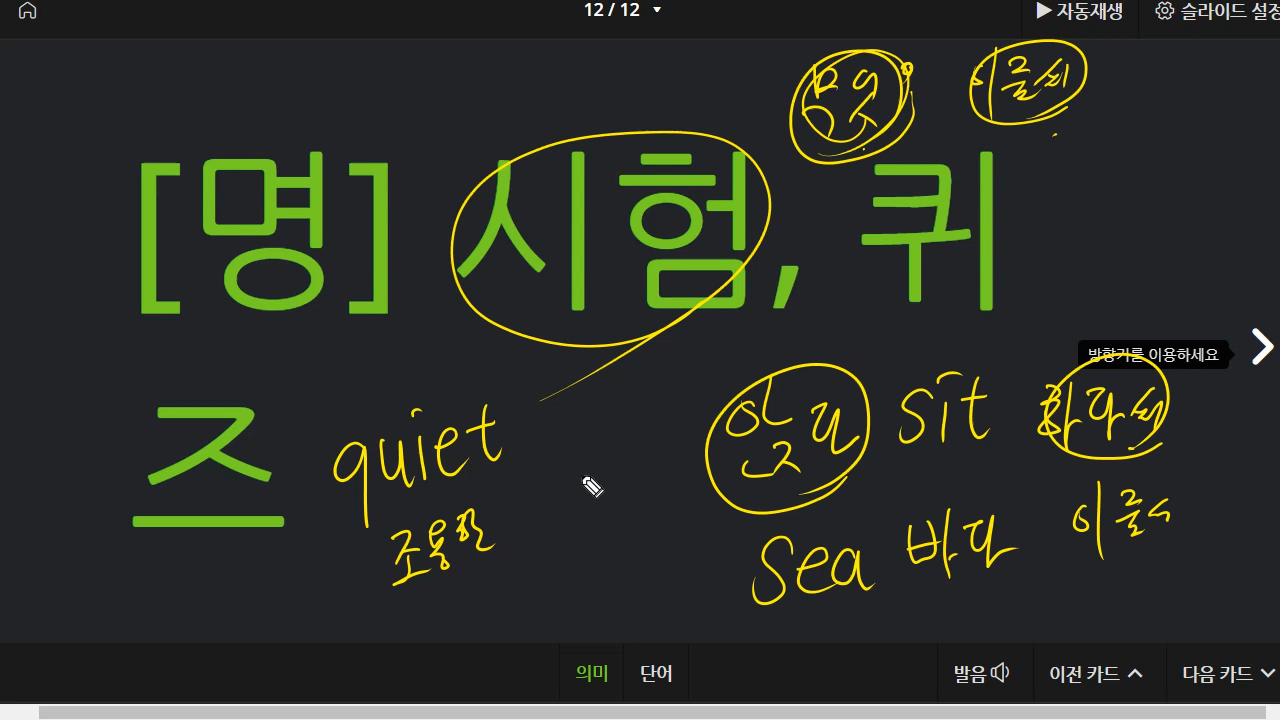 12 / 12
자동재생
슬라이드 설정
[명] 시험, 퀴
방향키를 이용하세요
즈
quiet
sit
조용한
sea 바다
의미
단어
발음
이전 카드
다음 카드